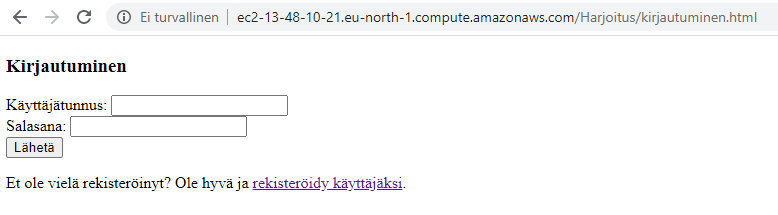 Ei turvallinen | ec2-13-48-10-21.eu-north-1.compute.amazonaws.com/Harjoitus/kirjautuminen.html
Kirjautuminen
Käyttäjätunnus:
Salasana:
Lähetä
Et ole vielä rekisteröinyt? Ole hyvä ja rekisteröidy käyttäjäksi.